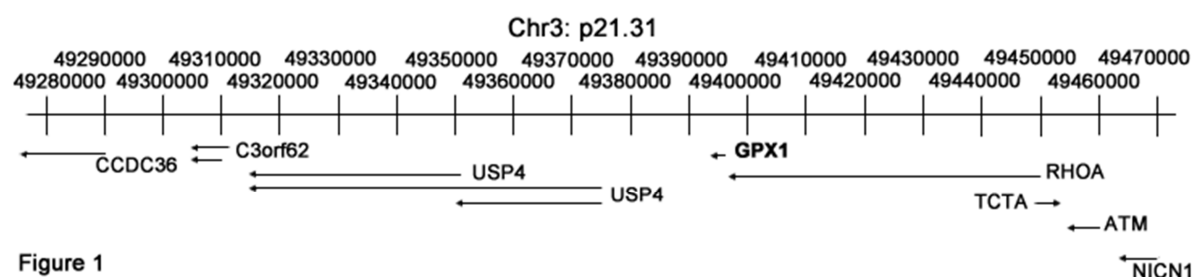 Chr3: p21.31
49290000 49310000 49330000 49350000 49370000 49390000 49410000 49430000 49450000 49470000
49280000 49300000 49320000 49340000 49360000 49380000 49400000 49420000 49440000 49460000
CCDC36 C3orf62 GPX1
USP4 RHOA
USP4 TCTA
ATM
Figure 1 NICN1